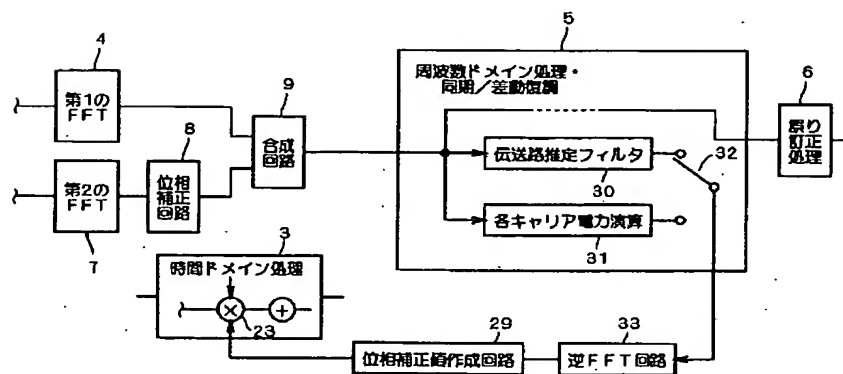 4
第1の
FFT
7
第2の
FFT
8
位相
補正
回路
9
合成
回路
5
周波数ドメイン処理・
同期/差動復調
伝送路推定フィルタ
30
各キャリア電力演算
31
32
6
誤り
訂正
処理
3
時間ドメイン処理
×
+
23
29
位相補正値作成回路
33
逆FFT回路